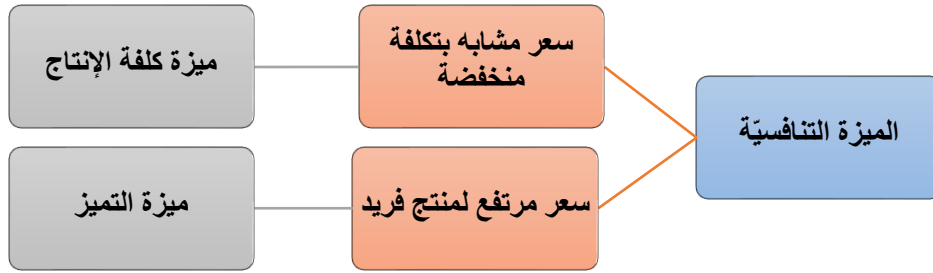 الميزة التنافسيّة
سعر مشابه بتكلفة
منخفضة
ميزة كلفة الإنتاج
سعر مرتفع لمنتج فريد
ميزة التميز